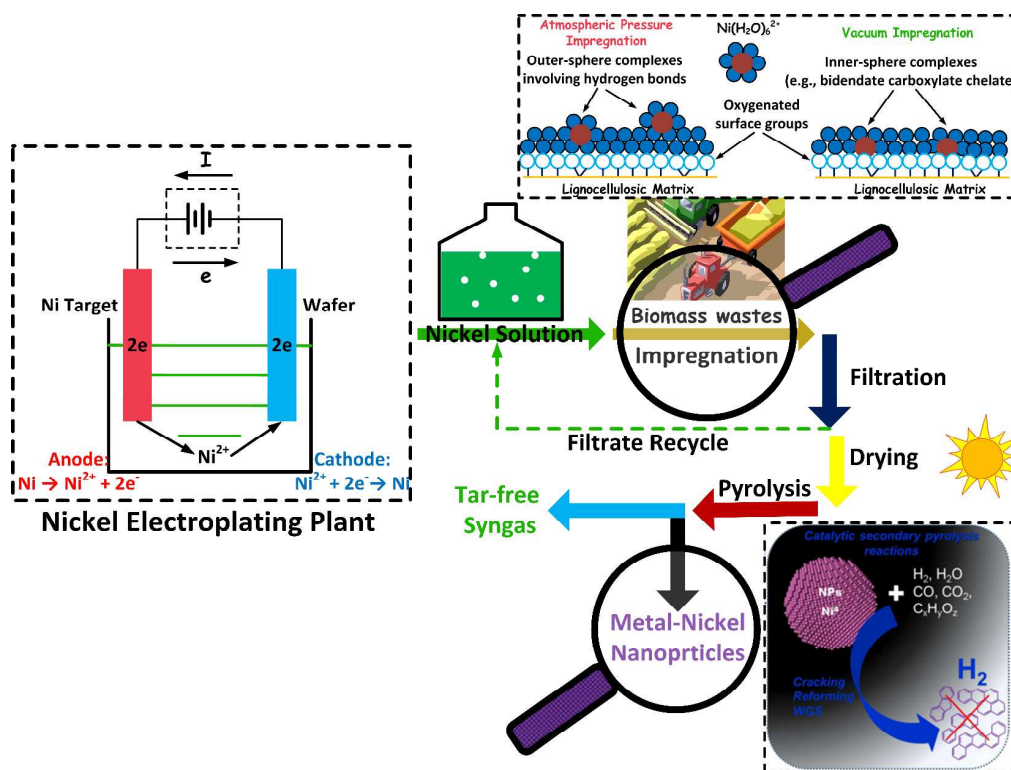 Atmospheric Pressure
Impregnation
Ni(H₂O)₆²⁺
Vacuum Impregnation
Outer-sphere complexes
involving hydrogen bonds
Inner-sphere complexes
(e.g., bidendate carboxylate chelate
Oxygenated
surface groups
Lignocellulosic Matrix
Lignocellulosic Matrix
I
e
Ni Target
Wafer
2e
2e
Ni²⁺
Anode:
Ni → Ni²⁺ + 2e⁻
Cathode:
Ni²⁺ + 2e⁻→ Ni
Nickel Electroplating Plant
Nickel Solution
Biomass wastes
Impregnation
Filtration
Filtrate Recycle
Drying
Pyrolysis
Tar-free
Syngas
Metal-Nickel
Nanoprticles
Catalytic secondary pyrolysis
reactions
NPs
Ni⁰
+
H₂, H₂O
CO, CO₂,
CₓHᵧO_z
H₂
Cracking
Reforming
WGS